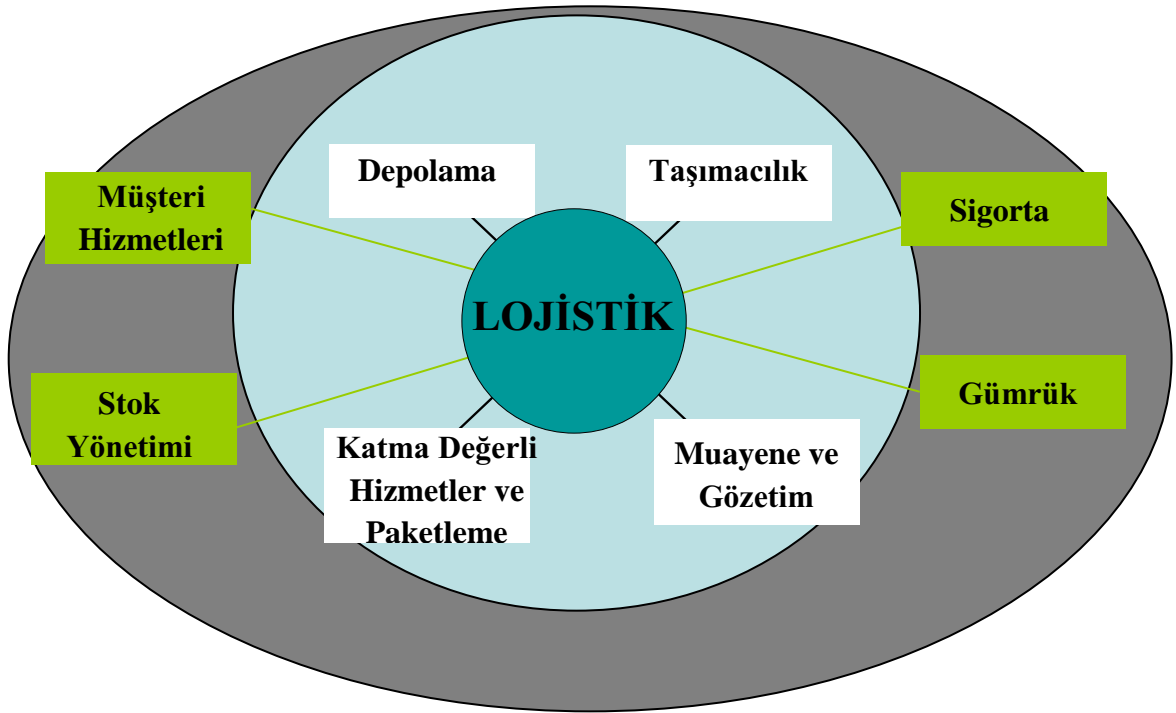 Depolama
Taşımacılık
Müşteri
Hizmetleri
Sigorta
LOJİSTİK
Stok
Yönetimi
Gümrük
Katma Değerli
Hizmetler ve
Paketleme
Muayene ve
Gözetim